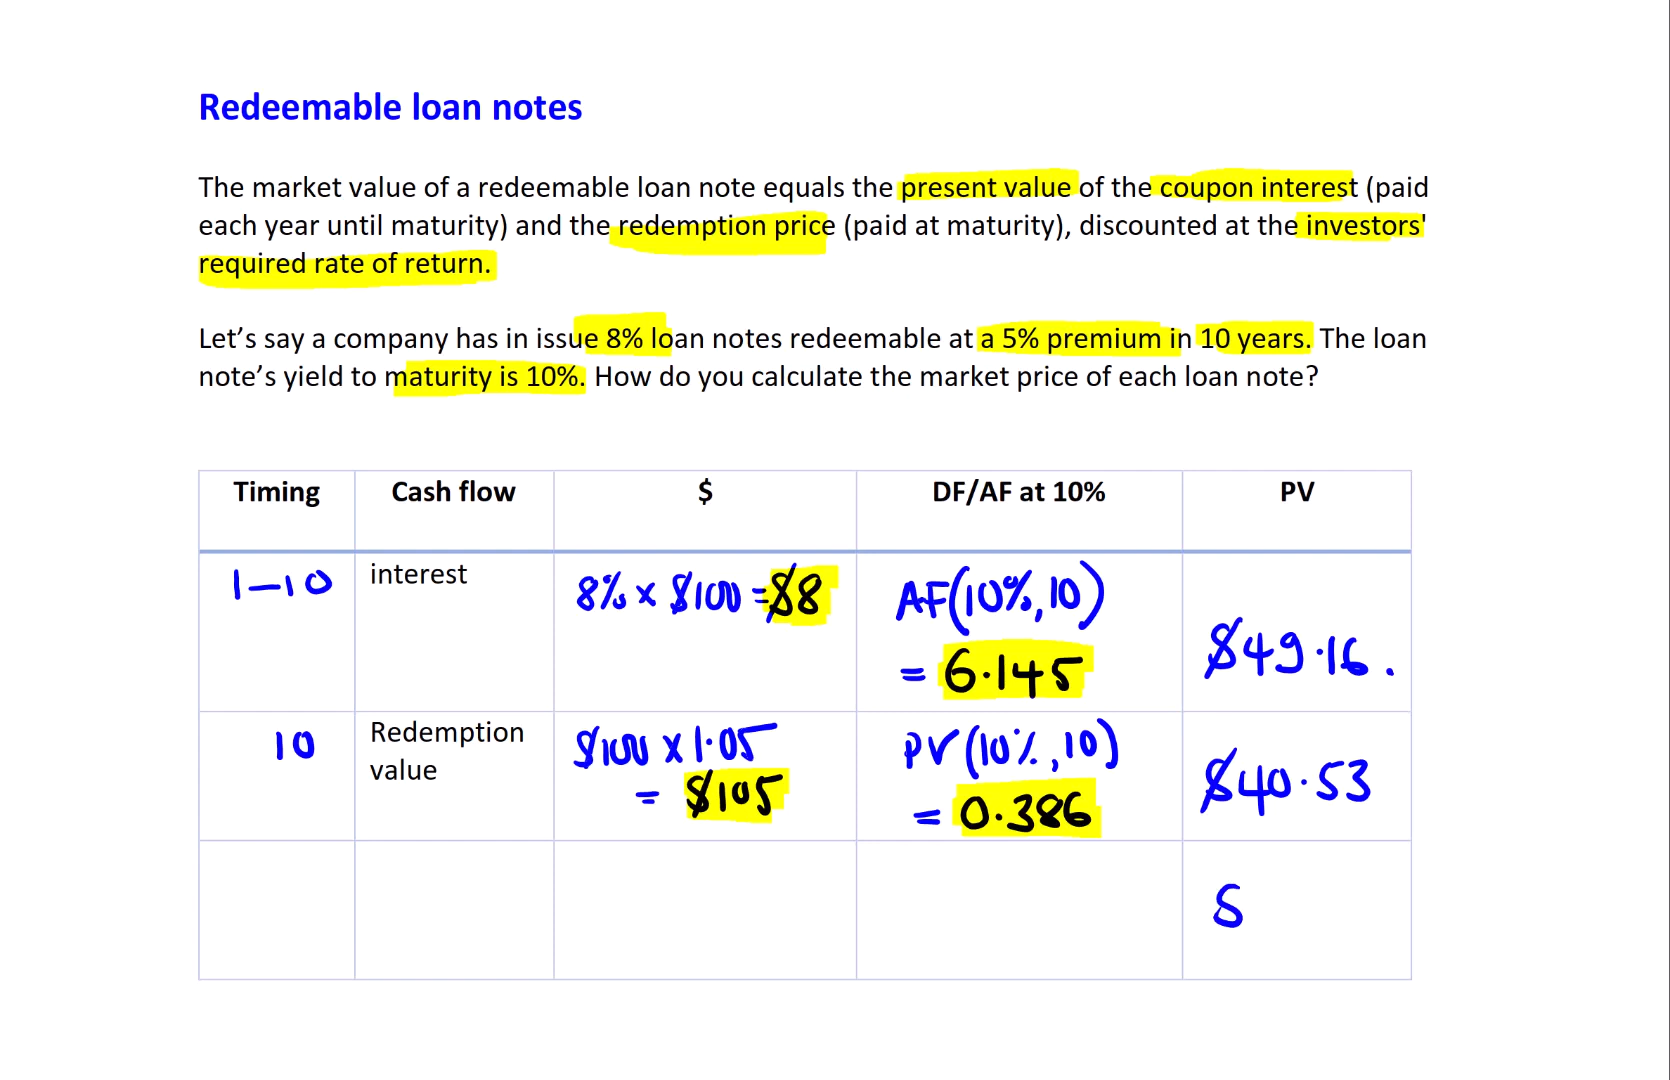 Redeemable loan notes
The market value of a redeemable loan note equals the present value of the coupon interest (paid
each year until maturity) and the redemption price (paid at maturity), discounted at the investors'
required rate of return.
Let’s say a company has in issue 8% loan notes redeemable at a 5% premium in 10 years. The loan
note’s yield to maturity is 10%. How do you calculate the market price of each loan note?
Timing Cash flow $ DF/AF at 10% PV
1-10 interest 8% x $100 = $8 AF(10%,10)
= 6.145 $49.16.
10 Redemption value $100 x 1.05 PV(10%,10)
= $105 = 0.386 $40.53
S